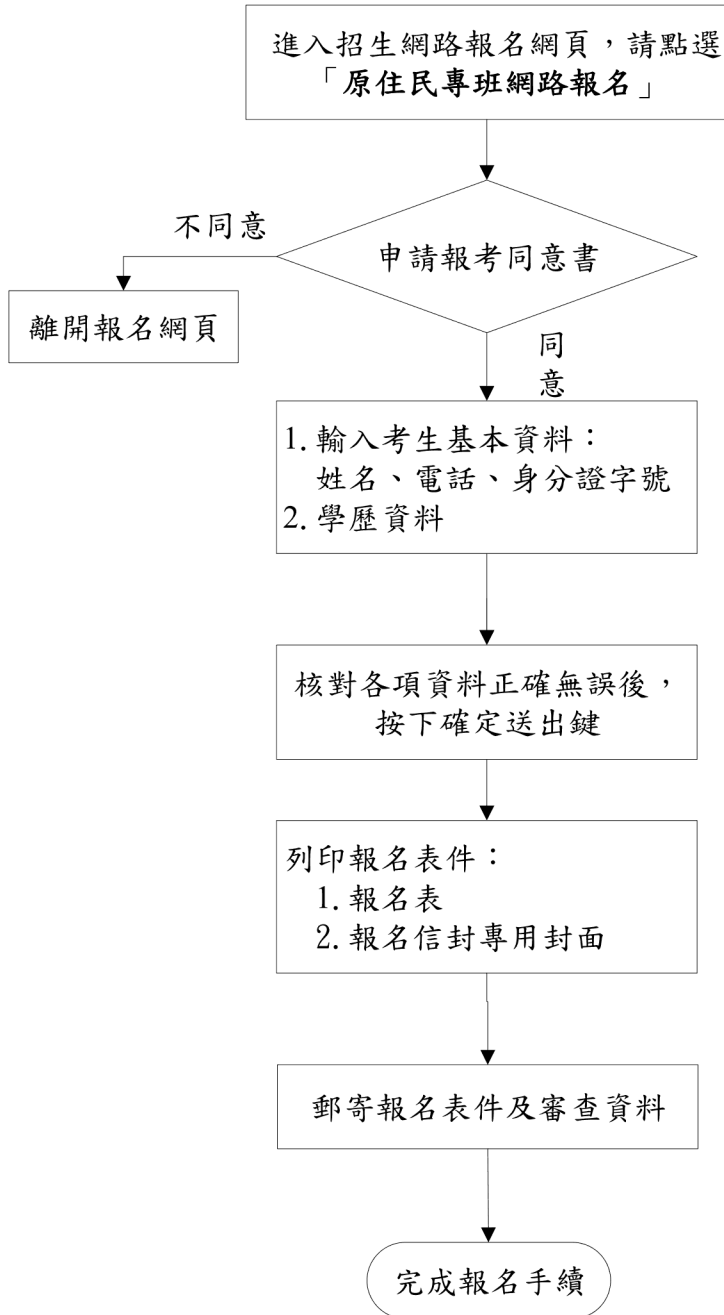 進入招生網路報名網頁，請點選
「原住民專班網路報名」
不同意
申請報考同意書
離開報名網頁
同
意
1. 輸入考生基本資料：
姓名、電話、身分證字號
2. 學歷資料
核對各項資料正確無誤後，
按下確定送出鍵
列印報名表件：
1. 報名表
2. 報名信封專用封面
郵寄報名表件及審查資料
完成報名手續